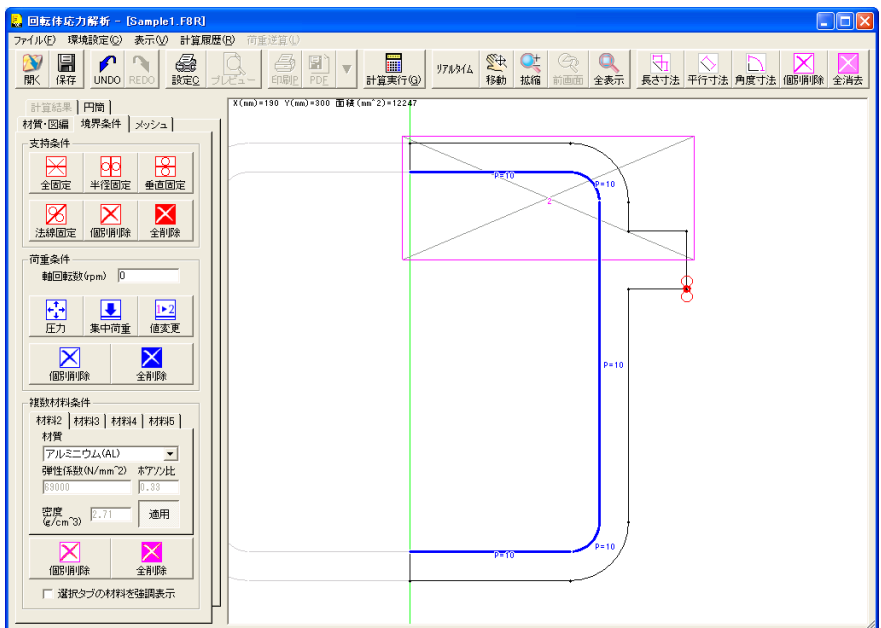 回転体応力解析 - [Sample1.F8R]
ファイル(F) 環境設定(C) 表示(V) 計算履歴(R) 荷重逆算(L)
開く 保存 UNDO REDO 設定C プレビュー 印刷P PDF 計算実行(G) リアルタイム 移動 拡縮 前画面 全表示 長さ寸法 平行寸法 角度寸法 個別削除 全消去
計算結果 円筒
材質・図編 境界条件 メッシュ
X(mm)=190 Y(mm)=300 面積(mm^2)=12247
支持条件
全固定 半径固定 垂直固定
法線固定 個別削除 全削除
荷重条件
軸回転数(rpm) 0
圧力 集中荷重 値変更
1 2
個別削除 全削除
複数材料条件
材料2 材料3 材料4 材料5
材質
アルミニウム(AL)
弾性係数(N/mm^2) ポアソン比
69000 0.33
密度
(g/cm^3) 2.71 適用
個別削除 全削除
選択タブの材料を強調表示
P=10
P=10
2
P=10
P=10
P=10